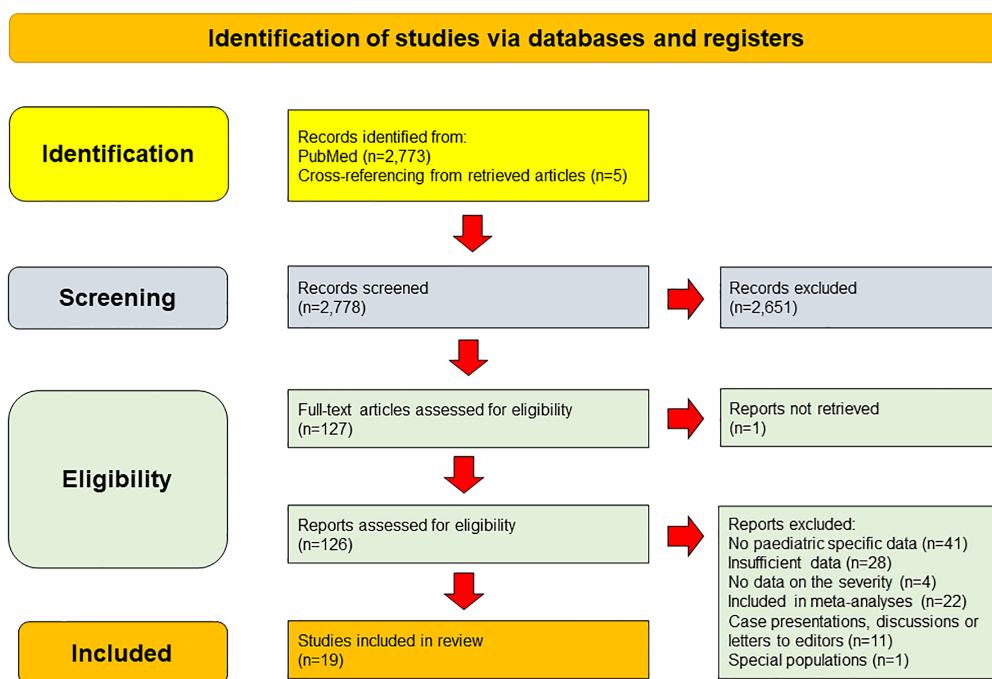 Identification of studies via databases and registers
Identification
Records identified from:
PubMed (n=2,773)
Cross-referencing from retrieved articles (n=5)
Screening
Records screened
(n=2,778)
Records excluded
(n=2,651)
Eligibility
Full-text articles assessed for eligibility
(n=127)
Reports not retrieved
(n=1)
Reports assessed for eligibility
(n=126)
Reports excluded:
No paediatric specific data (n=41)
Insufficient data (n=28)
No data on the severity (n=4)
Included in meta-analyses (n=22)
Case presentations, discussions or
letters to editors (n=11)
Special populations (n=1)
Included
Studies included in review
(n=19)